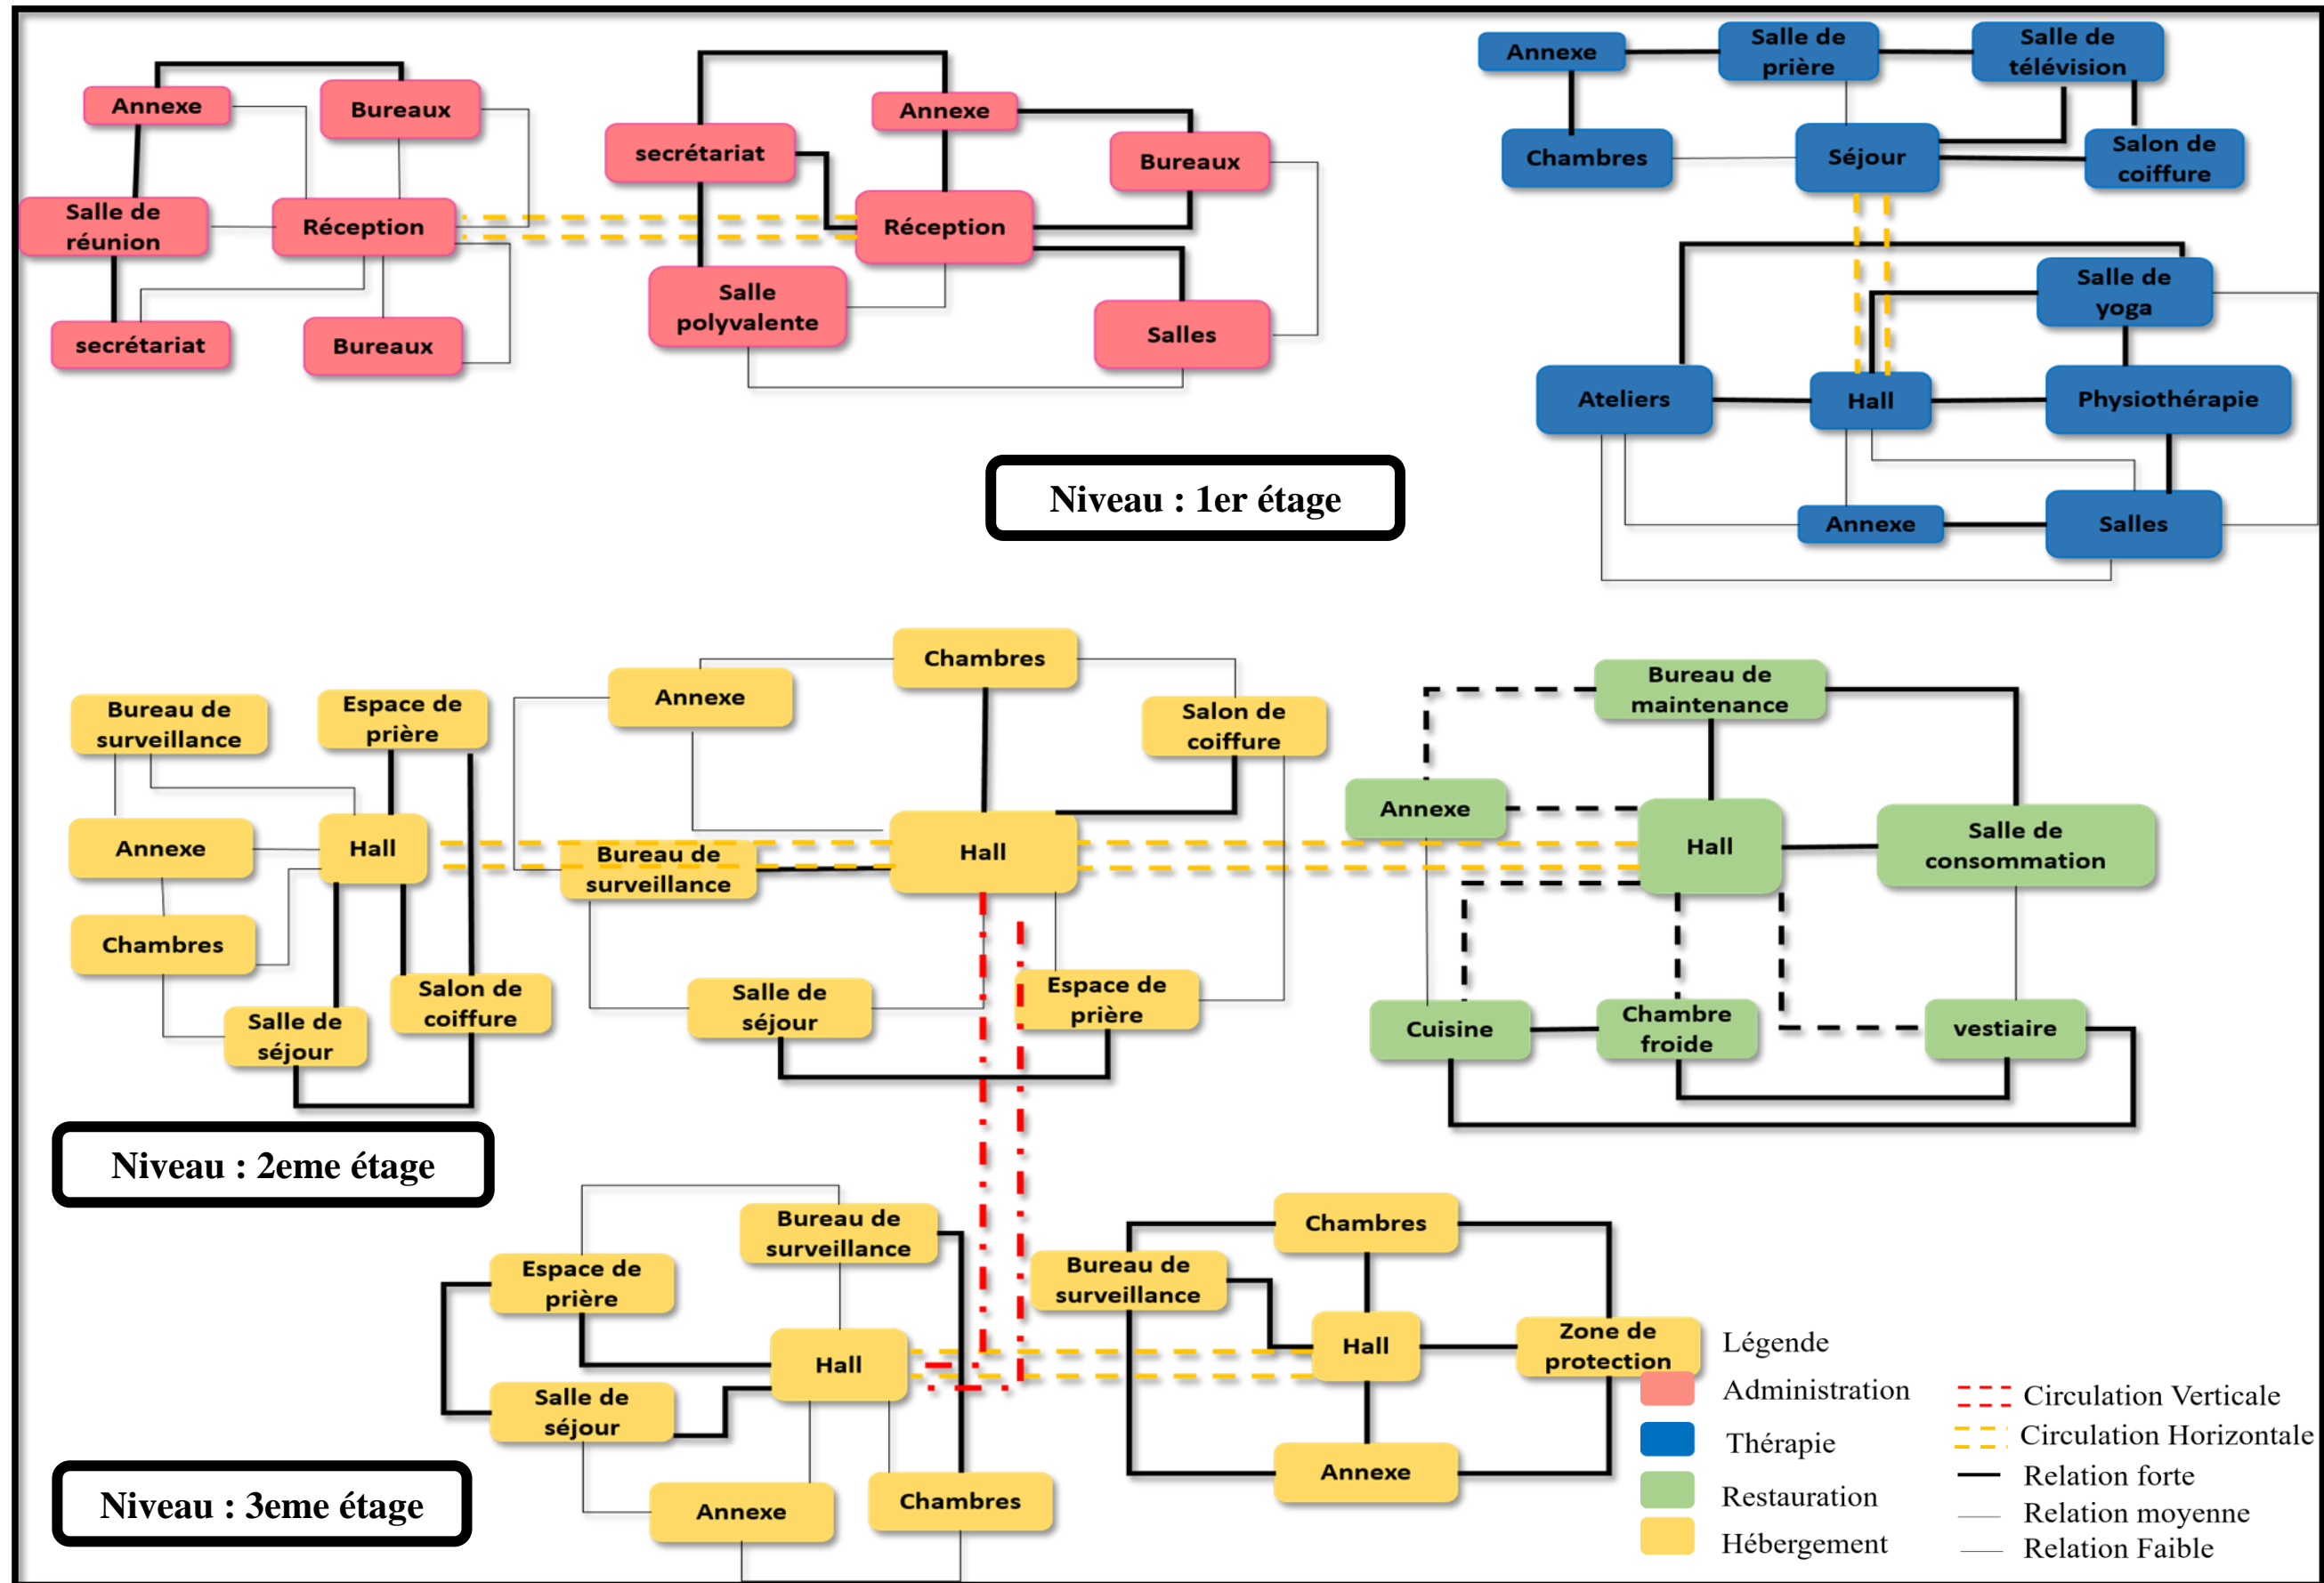 Annexe
Bureaux
Salle de
réunion
Réception
secrétariat
Bureaux
Annexe
secrétariat
Bureaux
Réception
Salle
polyvalente
Salles
Annexe
Salle de
prière
Salle de
télévision
Chambres
Séjour
Salon de
coiffure
Salle de
yoga
Ateliers
Hall
Physiothérapie
Annexe
Salles
Niveau : 1er étage
Bureau de
surveillance
Espace de
prière
Annexe
Hall
Chambres
Salon de
coiffure
Salle de
séjour
Chambres
Annexe
Salon de
coiffure
Bureau de
surveillance
Hall
Salle de
séjour
Espace de
prière
Bureau de
maintenance
Annexe
Hall
Salle de
consommation
Cuisine
Chambre
froide
vestiaire
Niveau : 2eme étage
Bureau de
surveillance
Espace de
prière
Hall
Salle de
séjour
Annexe
Chambres
Chambres
Bureau de
surveillance
Hall
Zone de
protection
Annexe
Niveau : 3eme étage
Légende
Administration
Thérapie
Restauration
Hébergement
Circulation Verticale
Circulation Horizontale
Relation forte
Relation moyenne
Relation Faible